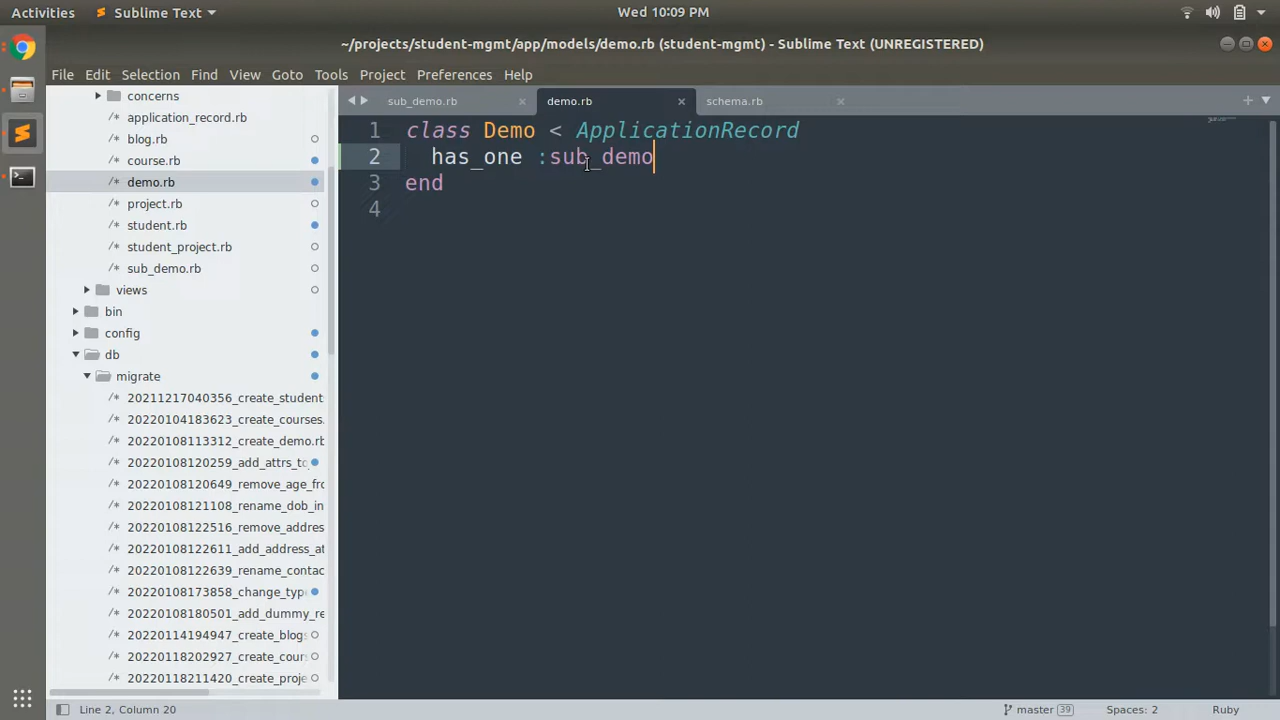 Activities
Sublime Text
Wed 10:09 PM
~/projects/student-mgmt/app/models/demo.rb (student-mgmt) - Sublime Text (UNREGISTERED)
File Edit Selection Find View Goto Tools Project Preferences Help
concerns
application_record.rb
blog.rb
course.rb
demo.rb
project.rb
student.rb
student_project.rb
sub_demo.rb
views
bin
config
db
migrate
20211217040356_create_student
20220104183623_create_courses.
20220108113312_create_demo.rb
20220108120259_add_attrs_to
20220108120649_remove_age_fro
20220108121108_rename_dob_in
20220108122516_remove_addres
20220108122611_add_address_at
20220108122639_rename_contac
20220108173858_change_typ
20220108180501_add_dummy_re
20220114194947_create_blogs
20220118202927_create_cour
20220118211420_create_proje
sub_demo.rb demo.rb schema.rb
1 class Demo < ApplicationRecord
2 has_one :sub_demo
3 end
4
Line 2, Column 20
master 39
Spaces: 2
Ruby